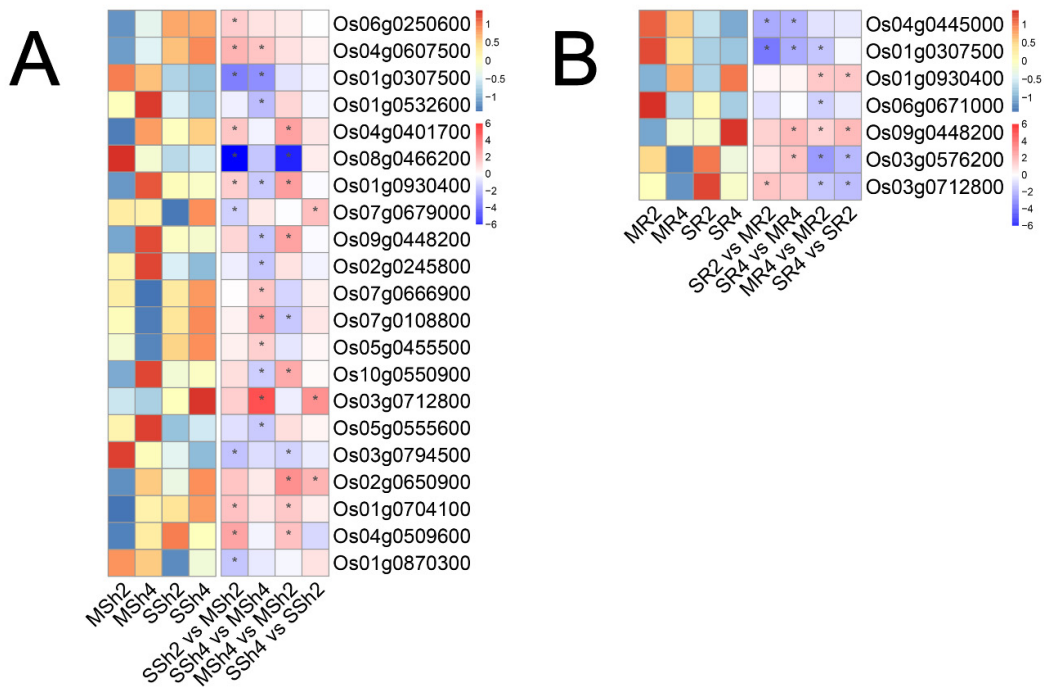 A
Os06g0250600
Os04g0607500
Os01g0307500
Os01g0532600
Os04g0401700
Os08g0466200
Os01g0930400
Os07g0679000
Os09g0448200
Os02g0245800
Os07g0666900
Os07g0108800
Os05g0455500
Os10g0550900
Os03g0712800
Os05g0555600
Os03g0794500
Os02g0650900
Os01g0704100
Os04g0509600
Os01g0870300
MSh2
MSh4
SSh2
SSh4
SSh2 vs MSh2
SSh4 vs MSh4
MSh4 vs MSh2
SSh4 vs SSh2
1
0.5
0
−0.5
−1
6
4
2
0
−2
−4
−6
B
Os04g0445000
Os01g0307500
Os01g0930400
Os06g0671000
Os09g0448200
Os03g0576200
Os03g0712800
MR2
MR4
SR2
SR4
SR2 vs MR2
SR4 vs MR4
MR4 vs MR2
SR4 vs SR2
1
0.5
0
−0.5
−1
6
4
2
0
−2
−4
−6